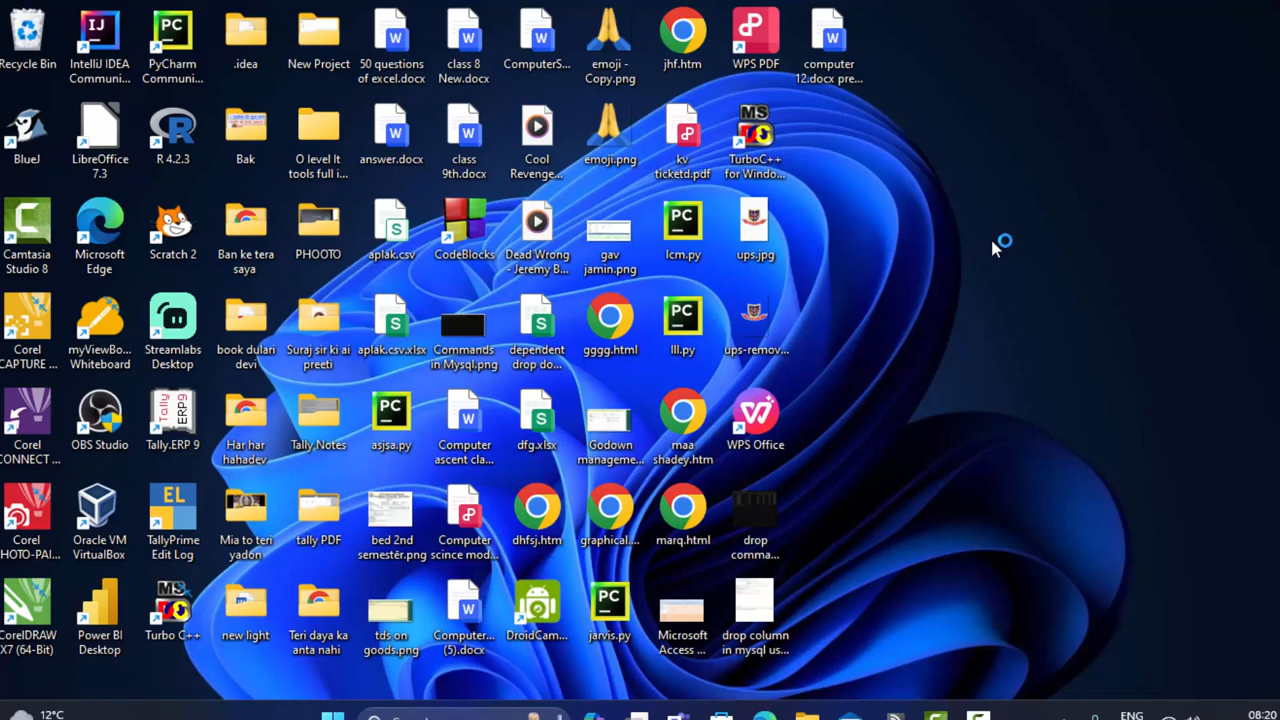 Recycle Bin
IntelliJ IDEA
Communi...
PyCharm
Communi...
.idea
New Project
50 questions
of excel.docx
class 8
New.docx
ComputerS...
emoji -
Copy.png
jhf.htm
WPS PDF
computer
12.docx pre...
BlueJ
LibreOffice
7.3
R 4.2.3
Bak
O level It
tools full i...
answer.docx
class
9th.docx
Cool
Revenge...
emoji.png
kv
ticketd.pdf
TurboC++
for Windo...
Camtasia
Studio 8
Microsoft
Edge
Scratch 2
Ban ke tera
saya
PHOOTO
aplak.csv
CodeBlocks
Dead Wrong
- Jeremy B...
gav
jamin.png
lcm.py
ups.jpg
Corel
CAPTURE ...
myViewBo...
Whiteboard
Streamlabs
Desktop
book dulari
devi
Suraj sir ki ai
preeti
aplak.csv.xlsx
Commands
in Mysql.png
dependent
drop do...
gggg.html
lll.py
ups-remov...
Corel
CONNECT ...
OBS Studio
Tally.ERP 9
Har har
hahadev
Tally Notes
asjsa.py
Computer
ascent cla...
dfg.xlsx
Godown
manageme...
maa
shadey.htm
WPS Office
Corel
HOTO-PAI...
Oracle VM
VirtualBox
TallyPrime
Edit Log
Mia to teri
yadon
tally PDF
bed 2nd
semester.png
Computer
scince mod...
dhfsj.htm
graphical....
marq.html
drop
comma...
CorelDRAW
X7 (64-Bit)
Power BI
Desktop
Turbo C++
new light
Teri daya ka
anta nahi
tds on
goods.png
Computer...
(5).docx
DroidCam...
jarvis.py
Microsoft
Access ...
drop column
in mysql us...
12°C
ENG
08:20